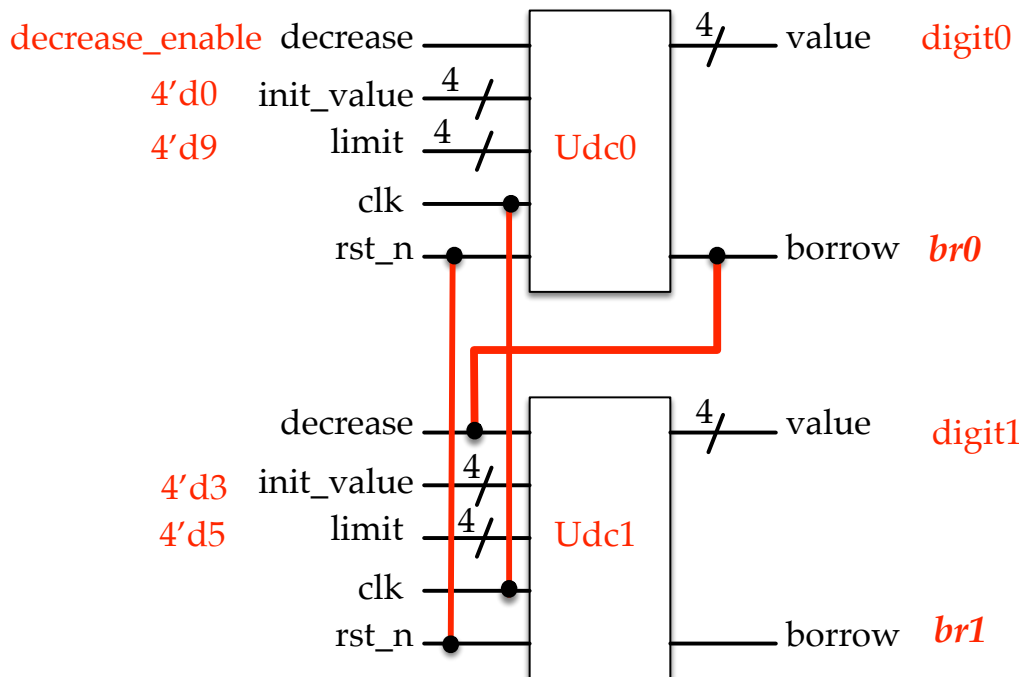 decrease_enable decrease 4 value digit0
4’d0 init_value 4
4’d9 limit 4 Udc0
clk
rst_n borrow br0
decrease 4 value digit1
4’d3 init_value 4
4’d5 limit 4 Udc1
clk
rst_n borrow br1